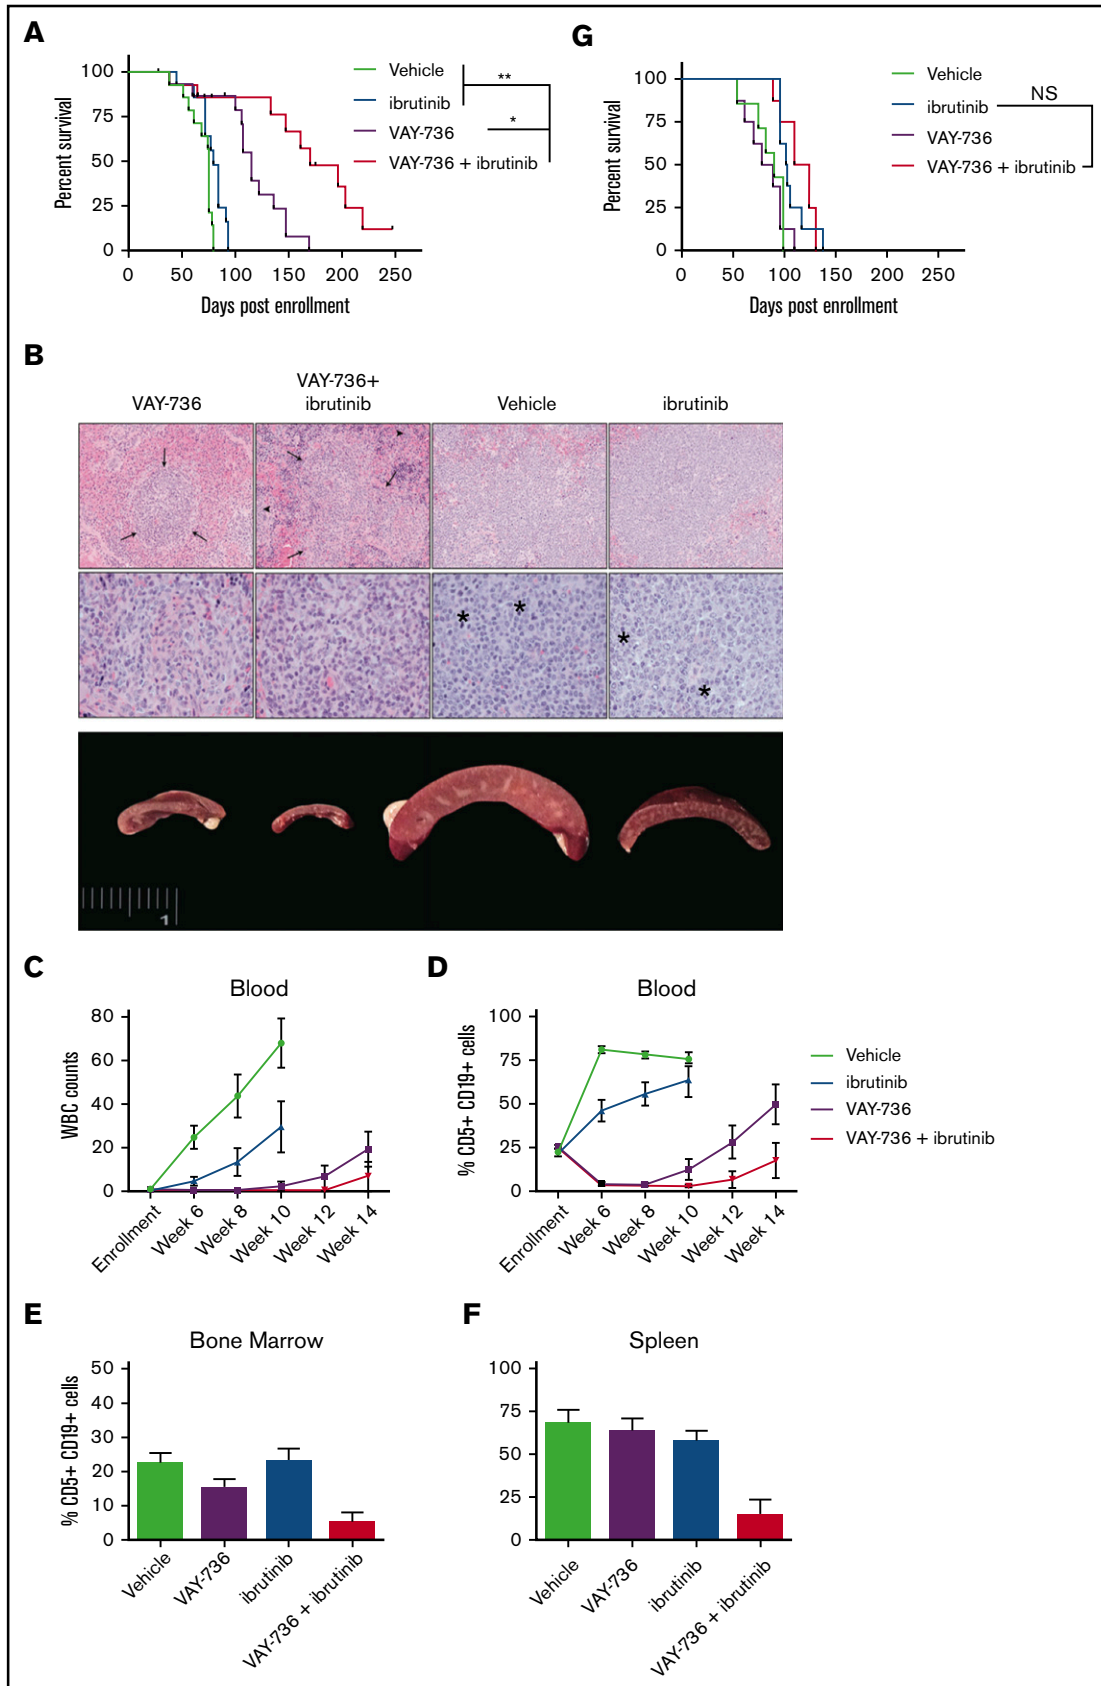 A
Percent survival
100
75
50
25
0
0 50 100 150 200 250
Days post enrollment
Vehicle
ibrutinib
VAY-736
VAY-736 + ibrutinib
**
*
G
Percent survival
100
75
50
25
0
0 50 100 150 200 250
Days post enrollment
Vehicle
ibrutinib
VAY-736
VAY-736 + ibrutinib
NS
B
VAY-736
VAY-736+
ibrutinib
Vehicle
ibrutinib
* *
* *
1
C
Blood
WBC counts
80
60
40
20
0
Enrollment
Week 6
Week 8
Week 10
Week 12
Week 14
D
Blood
% CD5+ CD19+ cells
100
75
50
25
0
Enrollment
Week 6
Week 8
Week 10
Week 12
Week 14
Vehicle
ibrutinib
VAY-736
VAY-736 + ibrutinib
E
Bone Marrow
% CD5+ CD19+ cells
50
40
30
20
10
0
Vehicle
VAY-736
ibrutinib
VAY-736 + ibrutinib
F
Spleen
100
75
50
25
0
Vehicle
VAY-736
ibrutinib
VAY-736 + ibrutinib